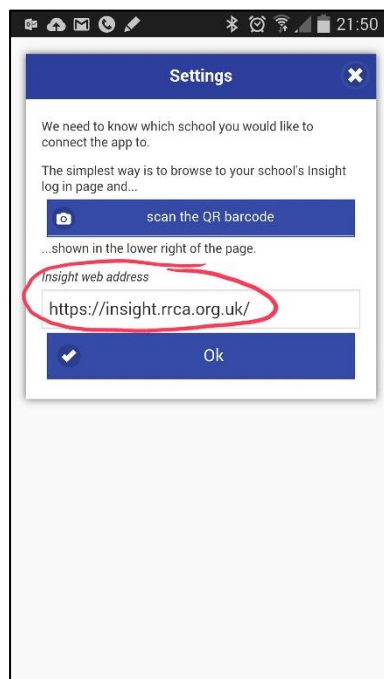 21:50
Settings
We need to know which school you would like to
connect the app to.
The simplest way is to browse to your school's Insight
log in page and...
scan the QR barcode
...shown in the lower right of the page.
Insight web address
https://insight.rrca.org.uk/
Ok